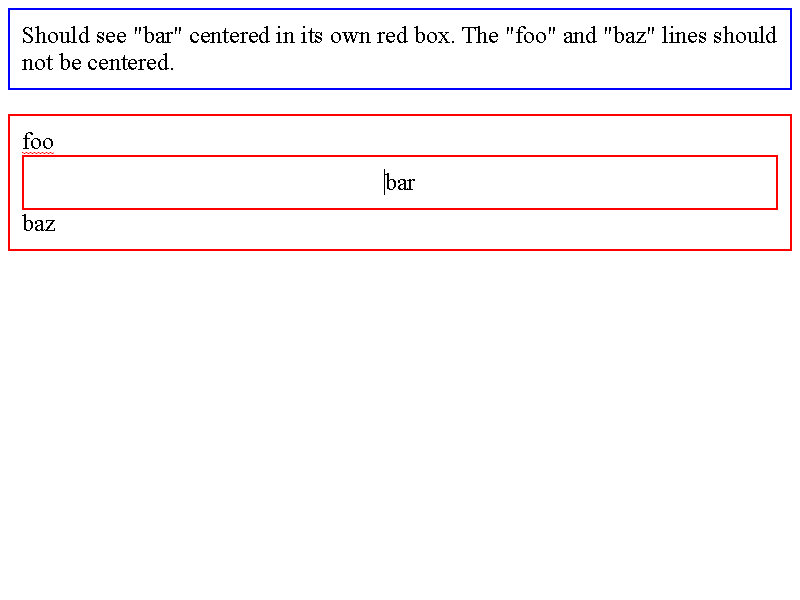 Should see "bar" centered in its own red box. The "foo" and "baz" lines should
not be centered.
foo
bar
baz